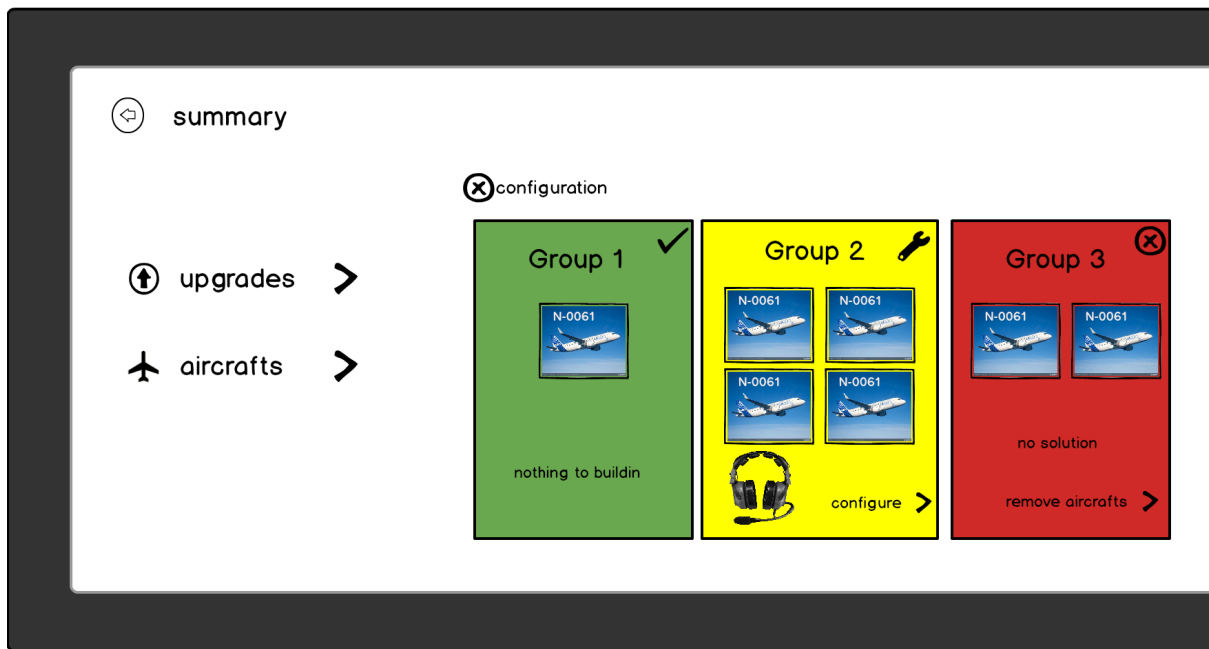 summary
configuration
upgrades
aircrafts
Group 1
N-0061
nothing to buildin
Group 2
N-0061
N-0061
N-0061
N-0061
configure
Group 3
N-0061
N-0061
no solution
remove aircrafts